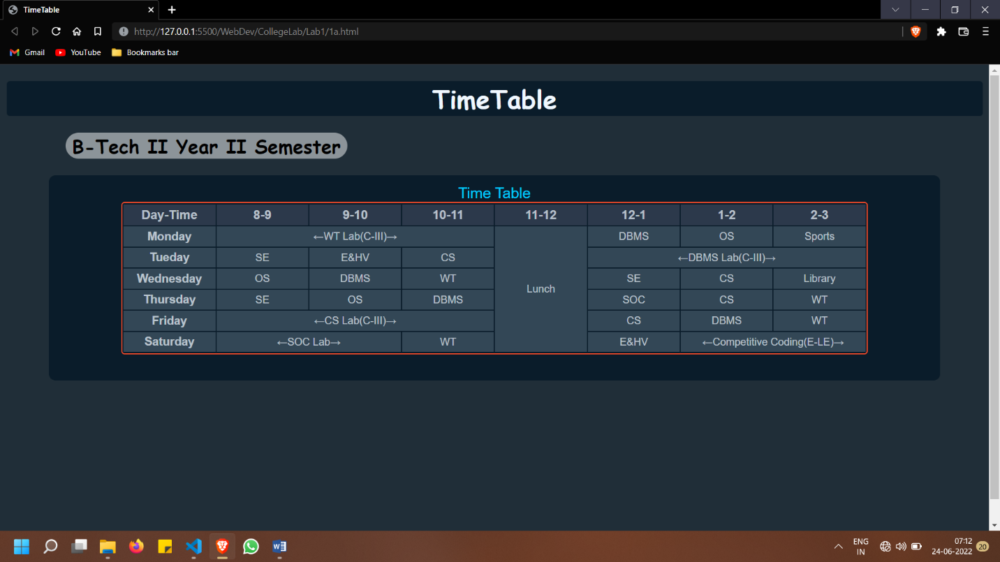 TimeTable
http://127.0.0.1:5500/WebDev/CollegeLab/Lab1/1a.html
Gmail YouTube Bookmarks bar
TimeTable
B-Tech II Year II Semester
Time Table
Day-Time 8-9 9-10 10-11 11-12 12-1 1-2 2-3
Monday ←WT Lab(C-III)→ DBMS OS Sports
Tueday SE E&HV CS ←DBMS Lab(C-III)→
Wednesday OS DBMS WT SE CS Library
Lunch
Thursday SE OS DBMS SOC CS WT
Friday ←CS Lab(C-III)→ CS DBMS WT
Saturday ←SOC Lab→ WT E&HV ←Competitive Coding(E-LE)→
ENG 07:12
IN 24-06-2022 20